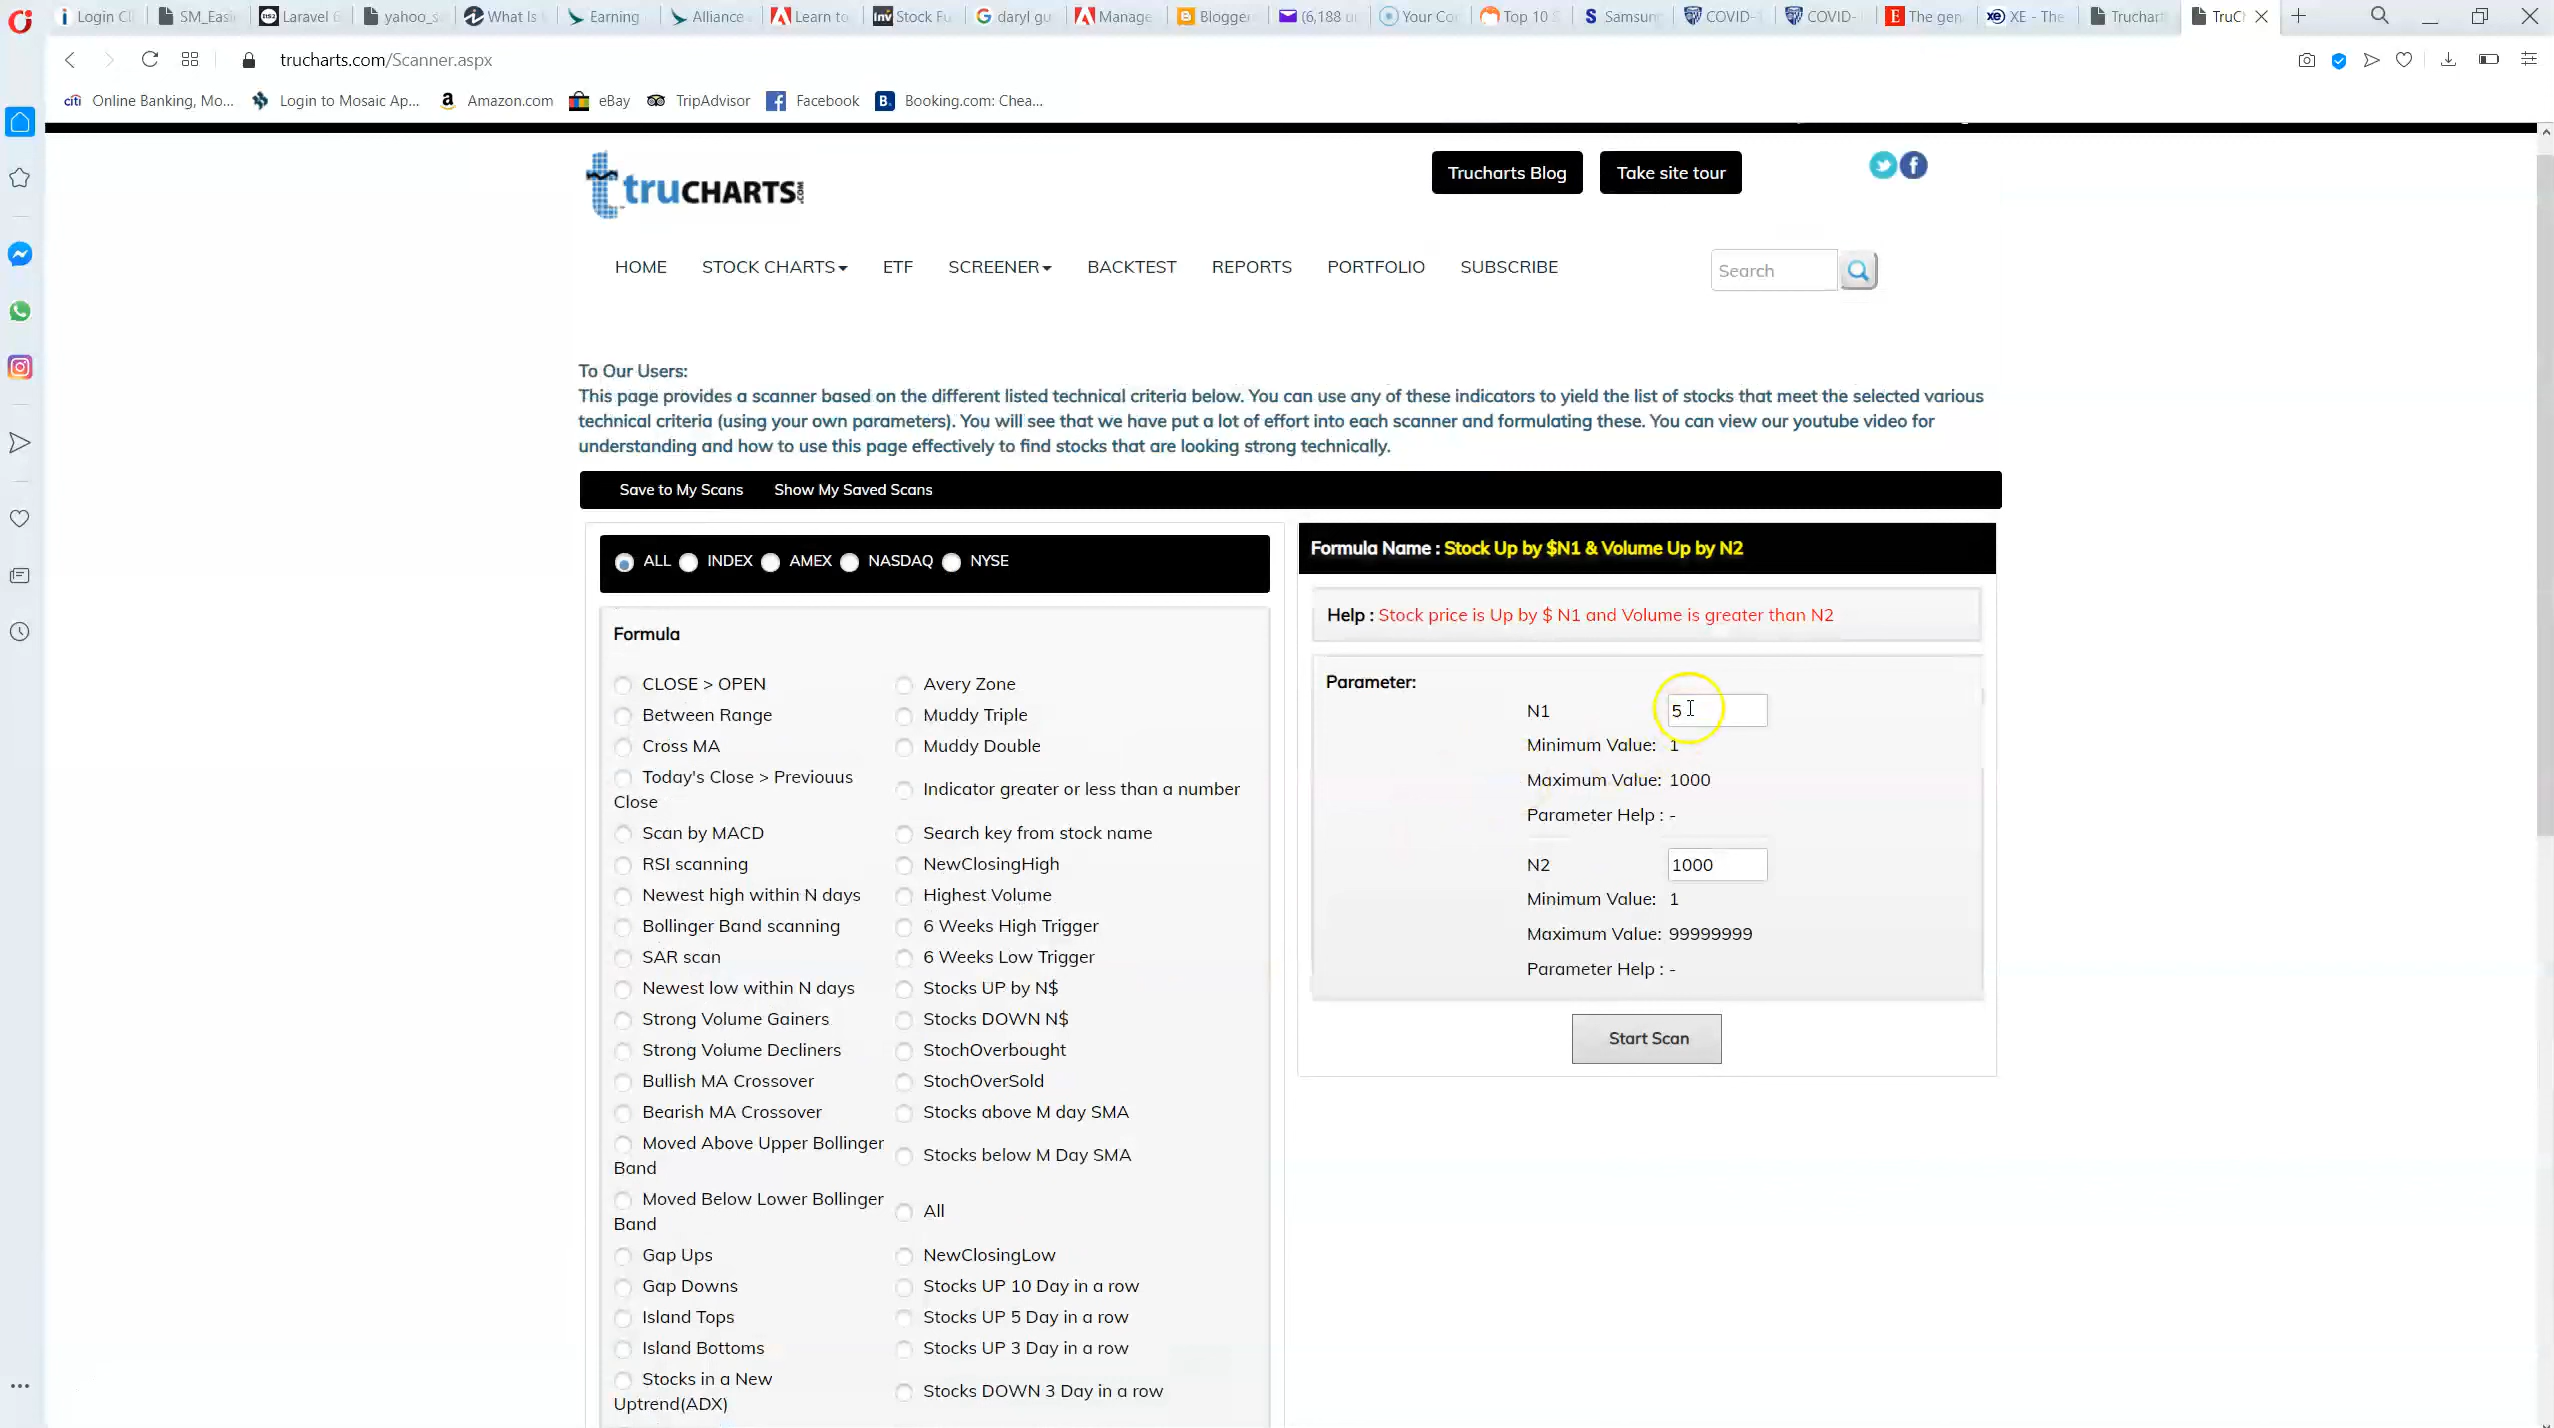 Login Cl
SM_Easi
Laravel 6
yahoo_s
What Is
Earning
Alliance
Learn to
Stock Fu
daryl gu
Manage
Blogger
(6,188 u
Your Co
Top 10 S
Samsun
COVID-1
COVID-
The gen
XE - The
Truchart
TruCh
trucharts.com/Scanner.aspx
Online Banking, Mo...
Login to Mosaic Ap...
Amazon.com
eBay
TripAdvisor
Facebook
Booking.com: Chea...
truCHARTS.COM
Trucharts Blog
Take site tour
HOME
STOCK CHARTS
ETF
SCREENER
BACKTEST
REPORTS
PORTFOLIO
SUBSCRIBE
Search
To Our Users:
This page provides a scanner based on the different listed technical criteria below. You can use any of these indicators to yield the list of stocks that meet the selected various
technical criteria (using your own parameters). You will see that we have put a lot of effort into each scanner and formulating these. You can view our youtube video for
understanding and how to use this page effectively to find stocks that are looking strong technically.
Save to My Scans
Show My Saved Scans
ALL
INDEX
AMEX
NASDAQ
NYSE
Formula
CLOSE > OPEN
Between Range
Cross MA
Today's Close > Previouus
Close
Scan by MACD
RSI scanning
Newest high within N days
Bollinger Band scanning
SAR scan
Newest low within N days
Strong Volume Gainers
Strong Volume Decliners
Bullish MA Crossover
Bearish MA Crossover
Moved Above Upper Bollinger
Band
Moved Below Lower Bollinger
Band
Gap Ups
Gap Downs
Island Tops
Island Bottoms
Stocks in a New
Uptrend(ADX)
Avery Zone
Muddy Triple
Muddy Double
Indicator greater or less than a number
Search key from stock name
NewClosingHigh
Highest Volume
6 Weeks High Trigger
6 Weeks Low Trigger
Stocks UP by N$
Stocks DOWN N$
StochOverbought
StochOverSold
Stocks above M day SMA
Stocks below M Day SMA
All
NewClosingLow
Stocks UP 10 Day in a row
Stocks UP 5 Day in a row
Stocks UP 3 Day in a row
Stocks DOWN 3 Day in a row
Formula Name : Stock Up by $N1 & Volume Up by N2
Help : Stock price is Up by $ N1 and Volume is greater than N2
Parameter:
N1 5
Minimum Value: 1
Maximum Value: 1000
Parameter Help : -
N2 1000
Minimum Value: 1
Maximum Value: 99999999
Parameter Help : -
Start Scan